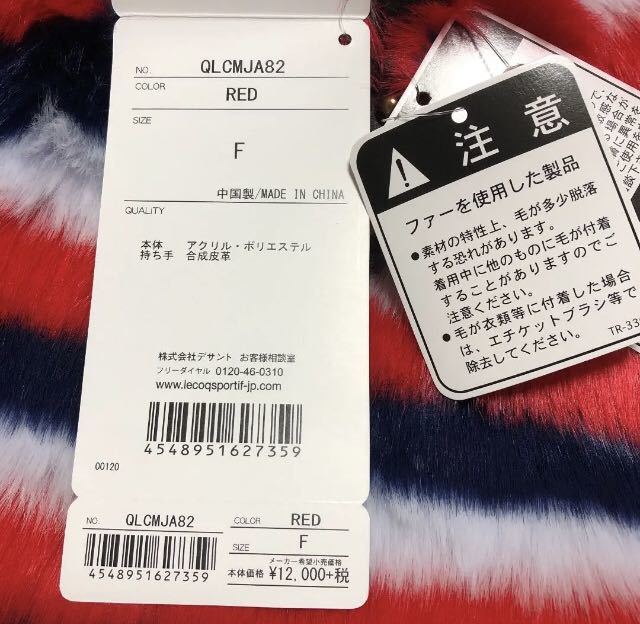 NO. QLCMJA82
COLOR
RED
SIZE
F
中国製/MADE IN CHINA
QUALITY
本体 アクリル・ポリエステル
持ち手 合成皮革
株式会社デサント お客様相談室
フリーダイヤル 0120-46-0310
www.lecoqsportif-jp.com
4548951627359
00120
NO. QLCMJA82
COLOR RED
SIZE F
4548951627359
メーカー希望小売価格
本体価格 ¥12,000+税
注意
ファーを使用した製品
●素材の特性上、毛が多少脱落
する恐れがあります。
着用中に他のものに毛が付着
することがありますのでご
注意ください。
●毛が衣類等に付着した場合
は、エチケットブラシ等で
除去してください。
TR-33